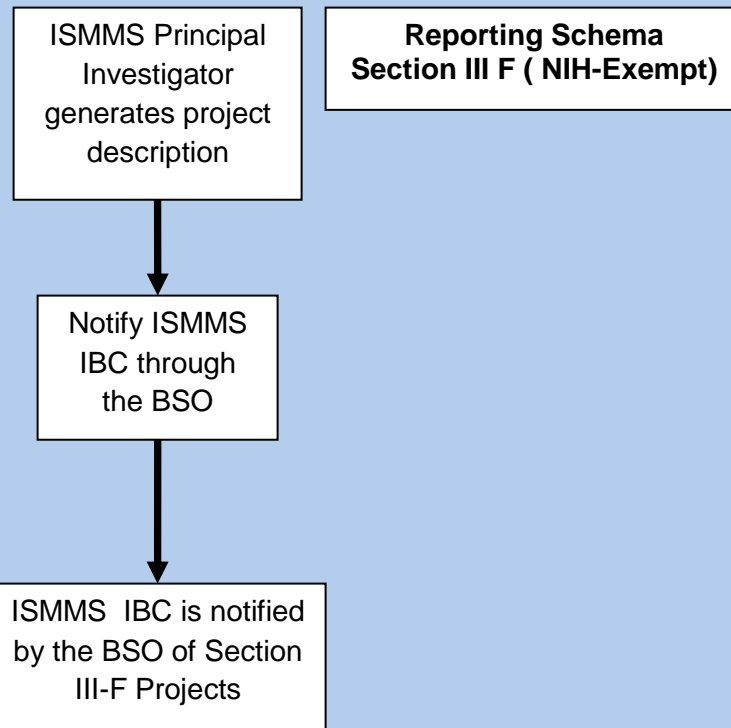 ISMMS Principal
Investigator
generates project
description
Reporting Schema
Section III F ( NIH-Exempt)
Notify ISMMS
IBC through
the BSO
ISMMS IBC is notified
by the BSO of Section
III-F Projects